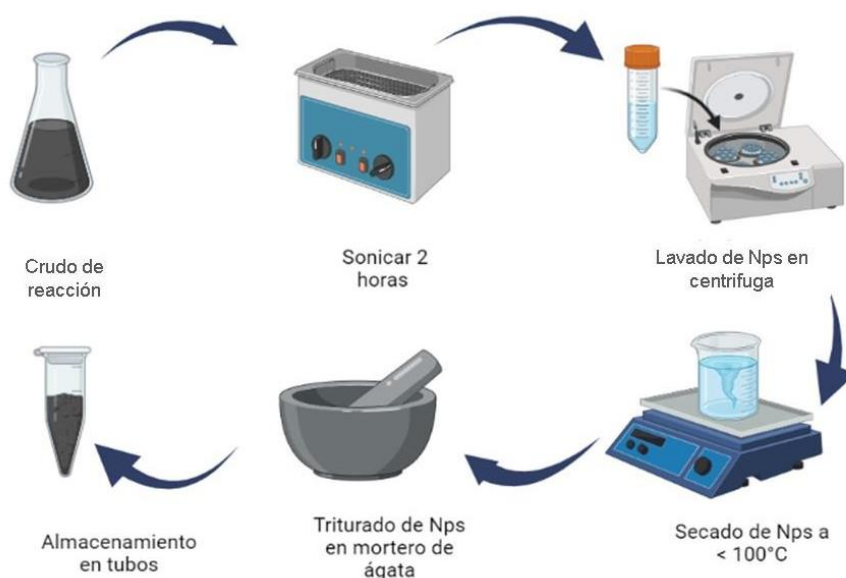 Crudo de
reacción
Sonicar 2
horas
Lavado de Nps en
centrifuga
Secado de Nps a
< 100°C
Triturado de Nps
en mortero de
ágata
Almacenamiento
en tubos